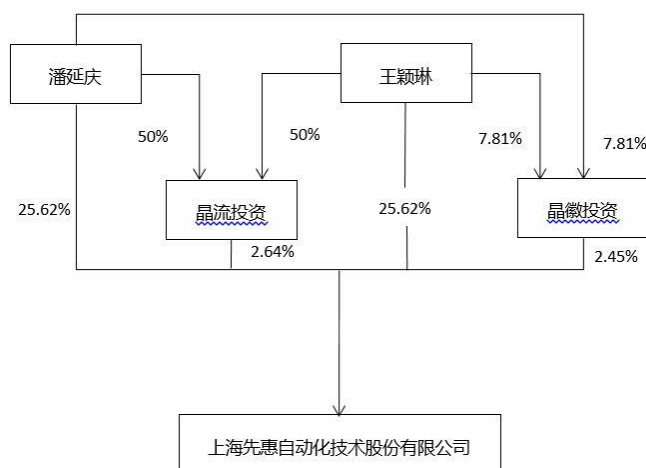 潘延庆
王颖琳
50%
50%
7.81%
7.81%
25.62%
晶流投资
25.62%
晶徽投资
2.64%
2.45%
上海先惠自动化技术股份有限公司